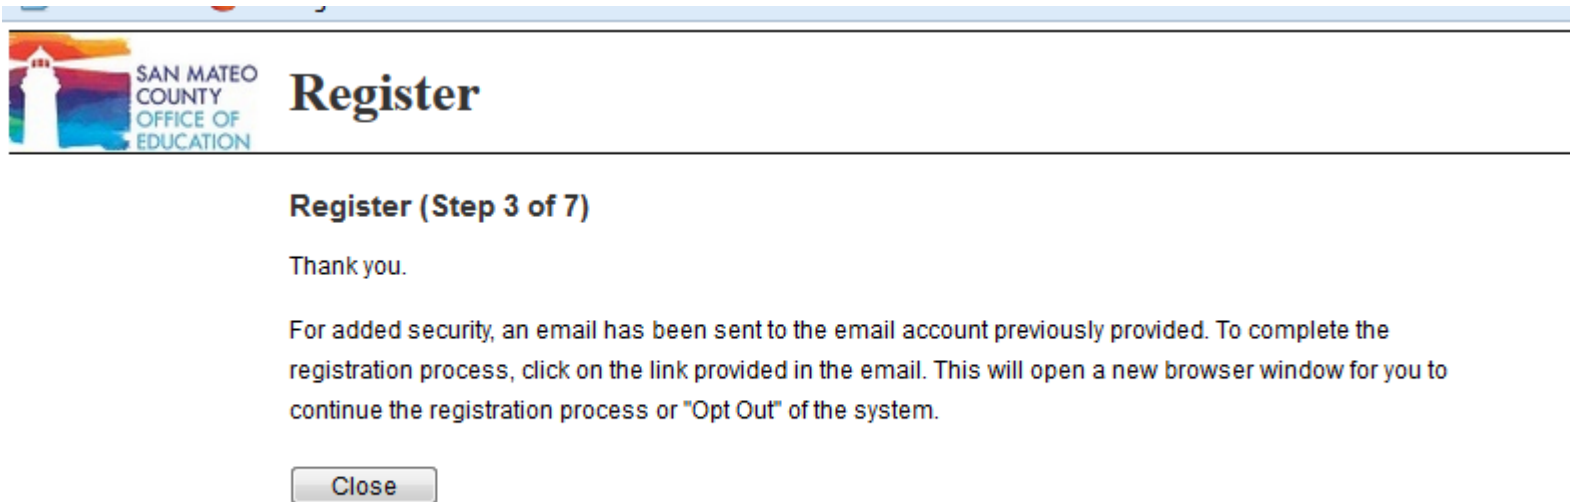 SAN MATEO
COUNTY
OFFICE OF
EDUCATION
Register
Register (Step 3 of 7)
Thank you.
For added security, an email has been sent to the email account previously provided. To complete the
registration process, click on the link provided in the email. This will open a new browser window for you to
continue the registration process or "Opt Out" of the system.
Close